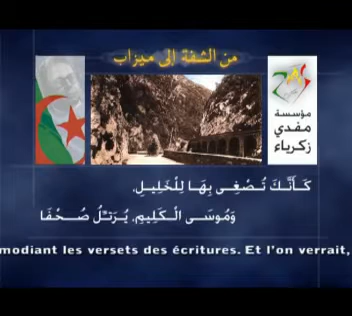 من الشفة إلى ميزاب
مؤسسة
مفدي
زكرياء
كَأَنَّكَ تُصْغِي بِهَا لِلْخَلِيلِ،
وَمُوسَى الْكَلِيمِ، يُرَتِّلُ صُحْفَا
modiant les versets des écritures. Et l'on verrait,